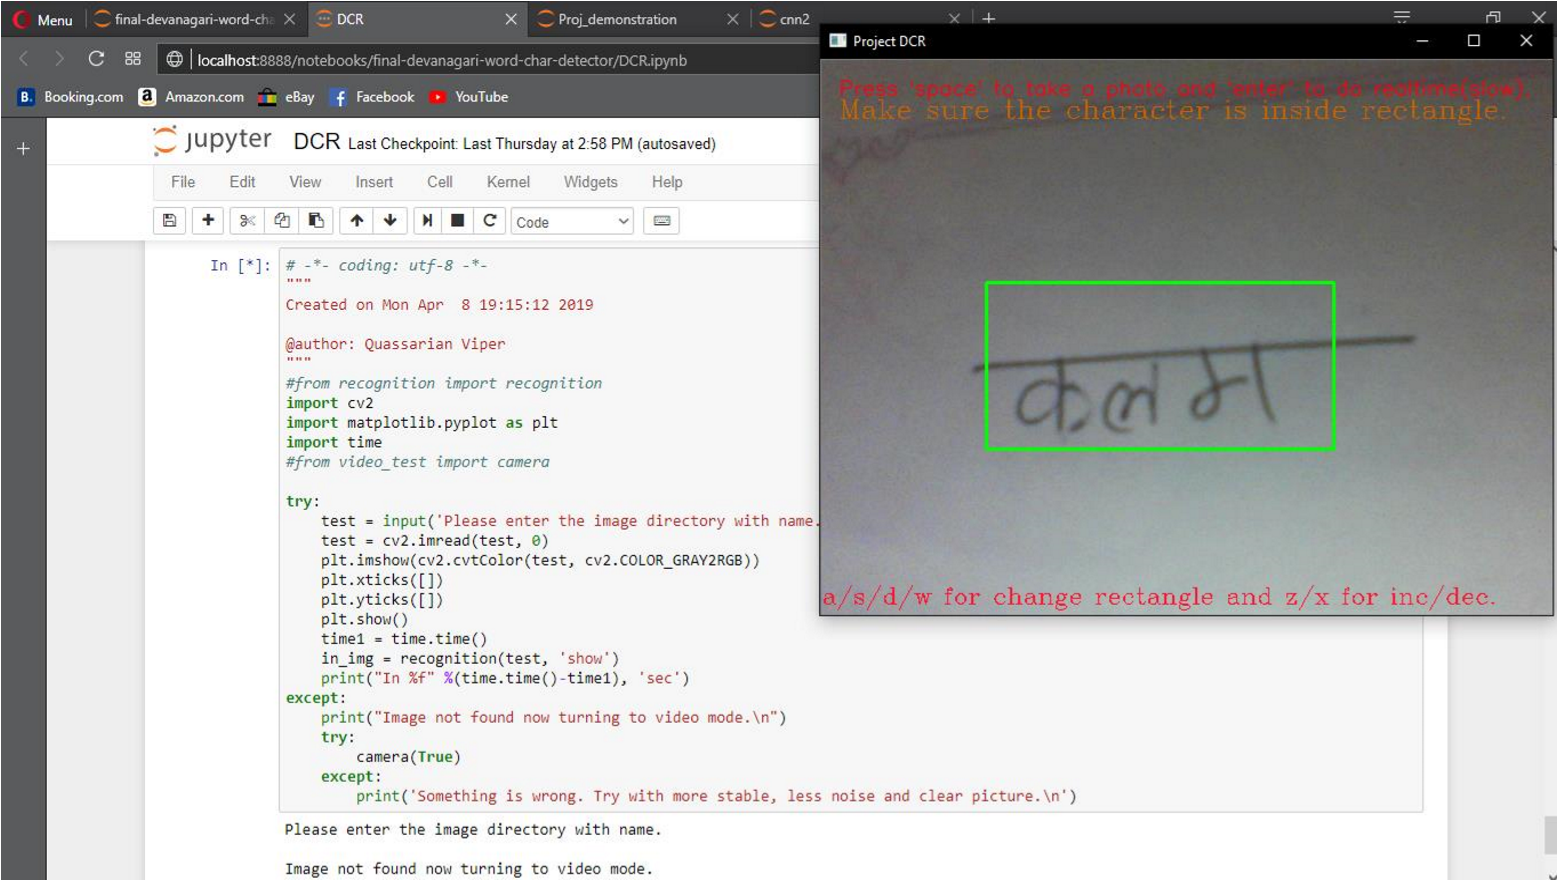 Menu
final-devanagari-word-cha
DCR
Proj_demonstration
cnn2
localhost:8888/notebooks/final-devanagari-word-char-detector/DCR.ipynb
B. Booking.com
a Amazon.com
eBay
Facebook
YouTube
jupyter DCR Last Checkpoint: Last Thursday at 2:58 PM (autosaved)
File Edit View Insert Cell Kernel Widgets Help
Code
In [*]: # -*- coding: utf-8 -*-
"""
Created on Mon Apr  8 19:15:12 2019
@author: Quassarian Viper
"""
#from recognition import recognition
import cv2
import matplotlib.pyplot as plt
import time
#from video_test import camera
try:
    test = input('Please enter the image directory with name.
    test = cv2.imread(test, 0)
    plt.imshow(cv2.cvtColor(test, cv2.COLOR_GRAY2RGB))
    plt.xticks([])
    plt.yticks([])
    plt.show()
    time1 = time.time()
    in_img = recognition(test, 'show')
    print("In %f" %(time.time()-time1), 'sec')
except:
    print("Image not found now turning to video mode.\n")
    try:
        camera(True)
    except:
        print('Something is wrong. Try with more stable, less noise and clear picture.\n')
Please enter the image directory with name.
Image not found now turning to video mode.
Project DCR
Press 'space' to take a photo and 'enter' to do realtime(slow).
Make sure the character is inside rectangle.
कलम
a/s/d/w for change rectangle and z/x for inc/dec.